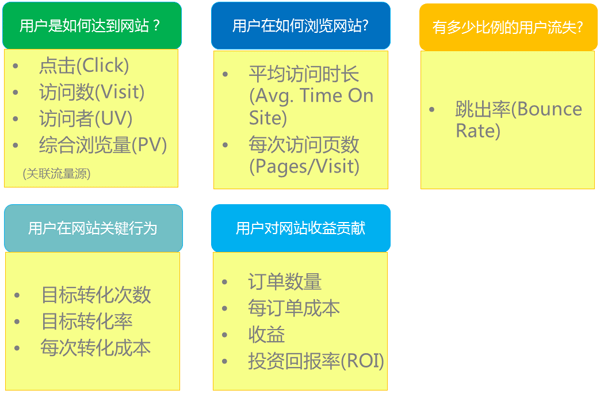 用户是如何达到网站？
• 点击(Click)
• 访问数(Visit)
• 访问者(UV)
• 综合浏览量(PV)
(关联流量源)
用户在如何浏览网站?
• 平均访问时长
(Avg. Time On
Site)
• 每次访问页数
(Pages/Visit)
有多少比例的用户流失?
• 跳出率(Bounce
Rate)
用户在网站关键行为
• 目标转化次数
• 目标转化率
• 每次转化成本
用户对网站收益贡献
• 订单数量
• 每订单成本
• 收益
• 投资回报率(ROI)